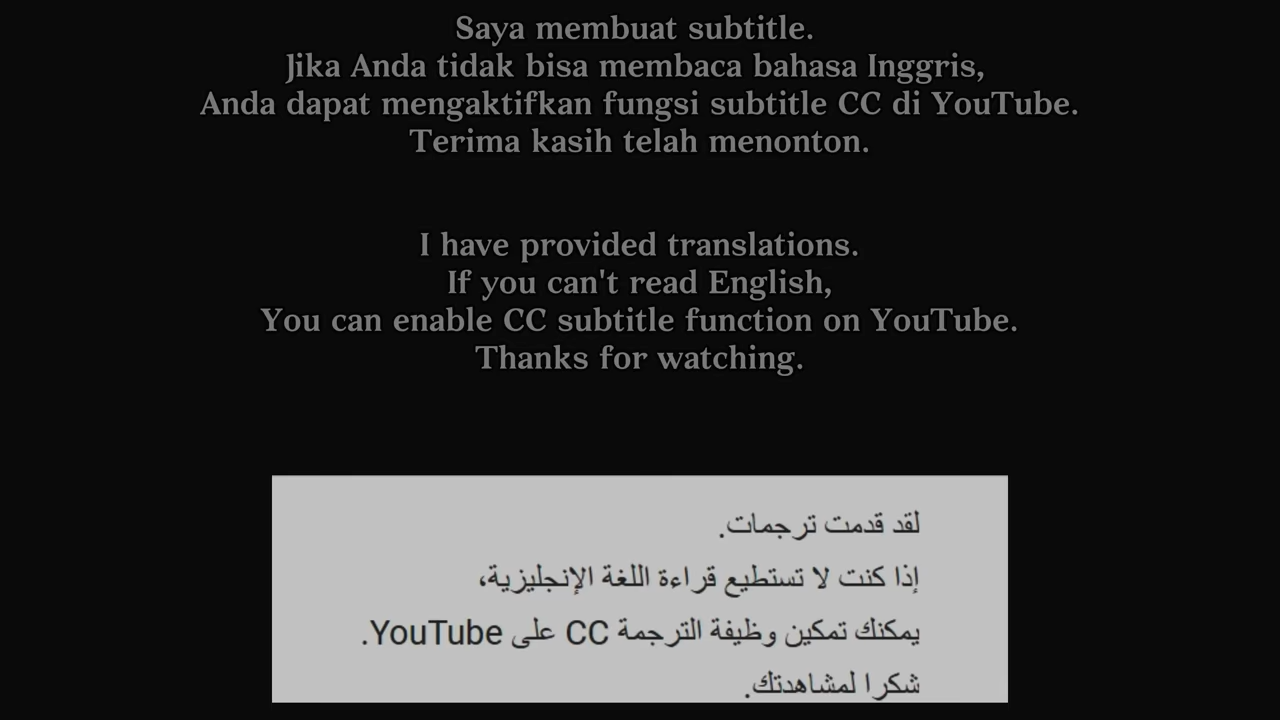 Saya membuat subtitle.
Jika Anda tidak bisa membaca bahasa Inggris,
Anda dapat mengaktifkan fungsi subtitle CC di YouTube.
Terima kasih telah menonton.
I have provided translations.
If you can't read English,
You can enable CC subtitle function on YouTube.
Thanks for watching.
لقد قدمت ترجمات.
إذا كنت لا تستطيع قراءة اللغة الإنجليزية،
يمكنك تمكين وظيفة الترجمة CC على YouTube.
شكرا لمشاهدتك.